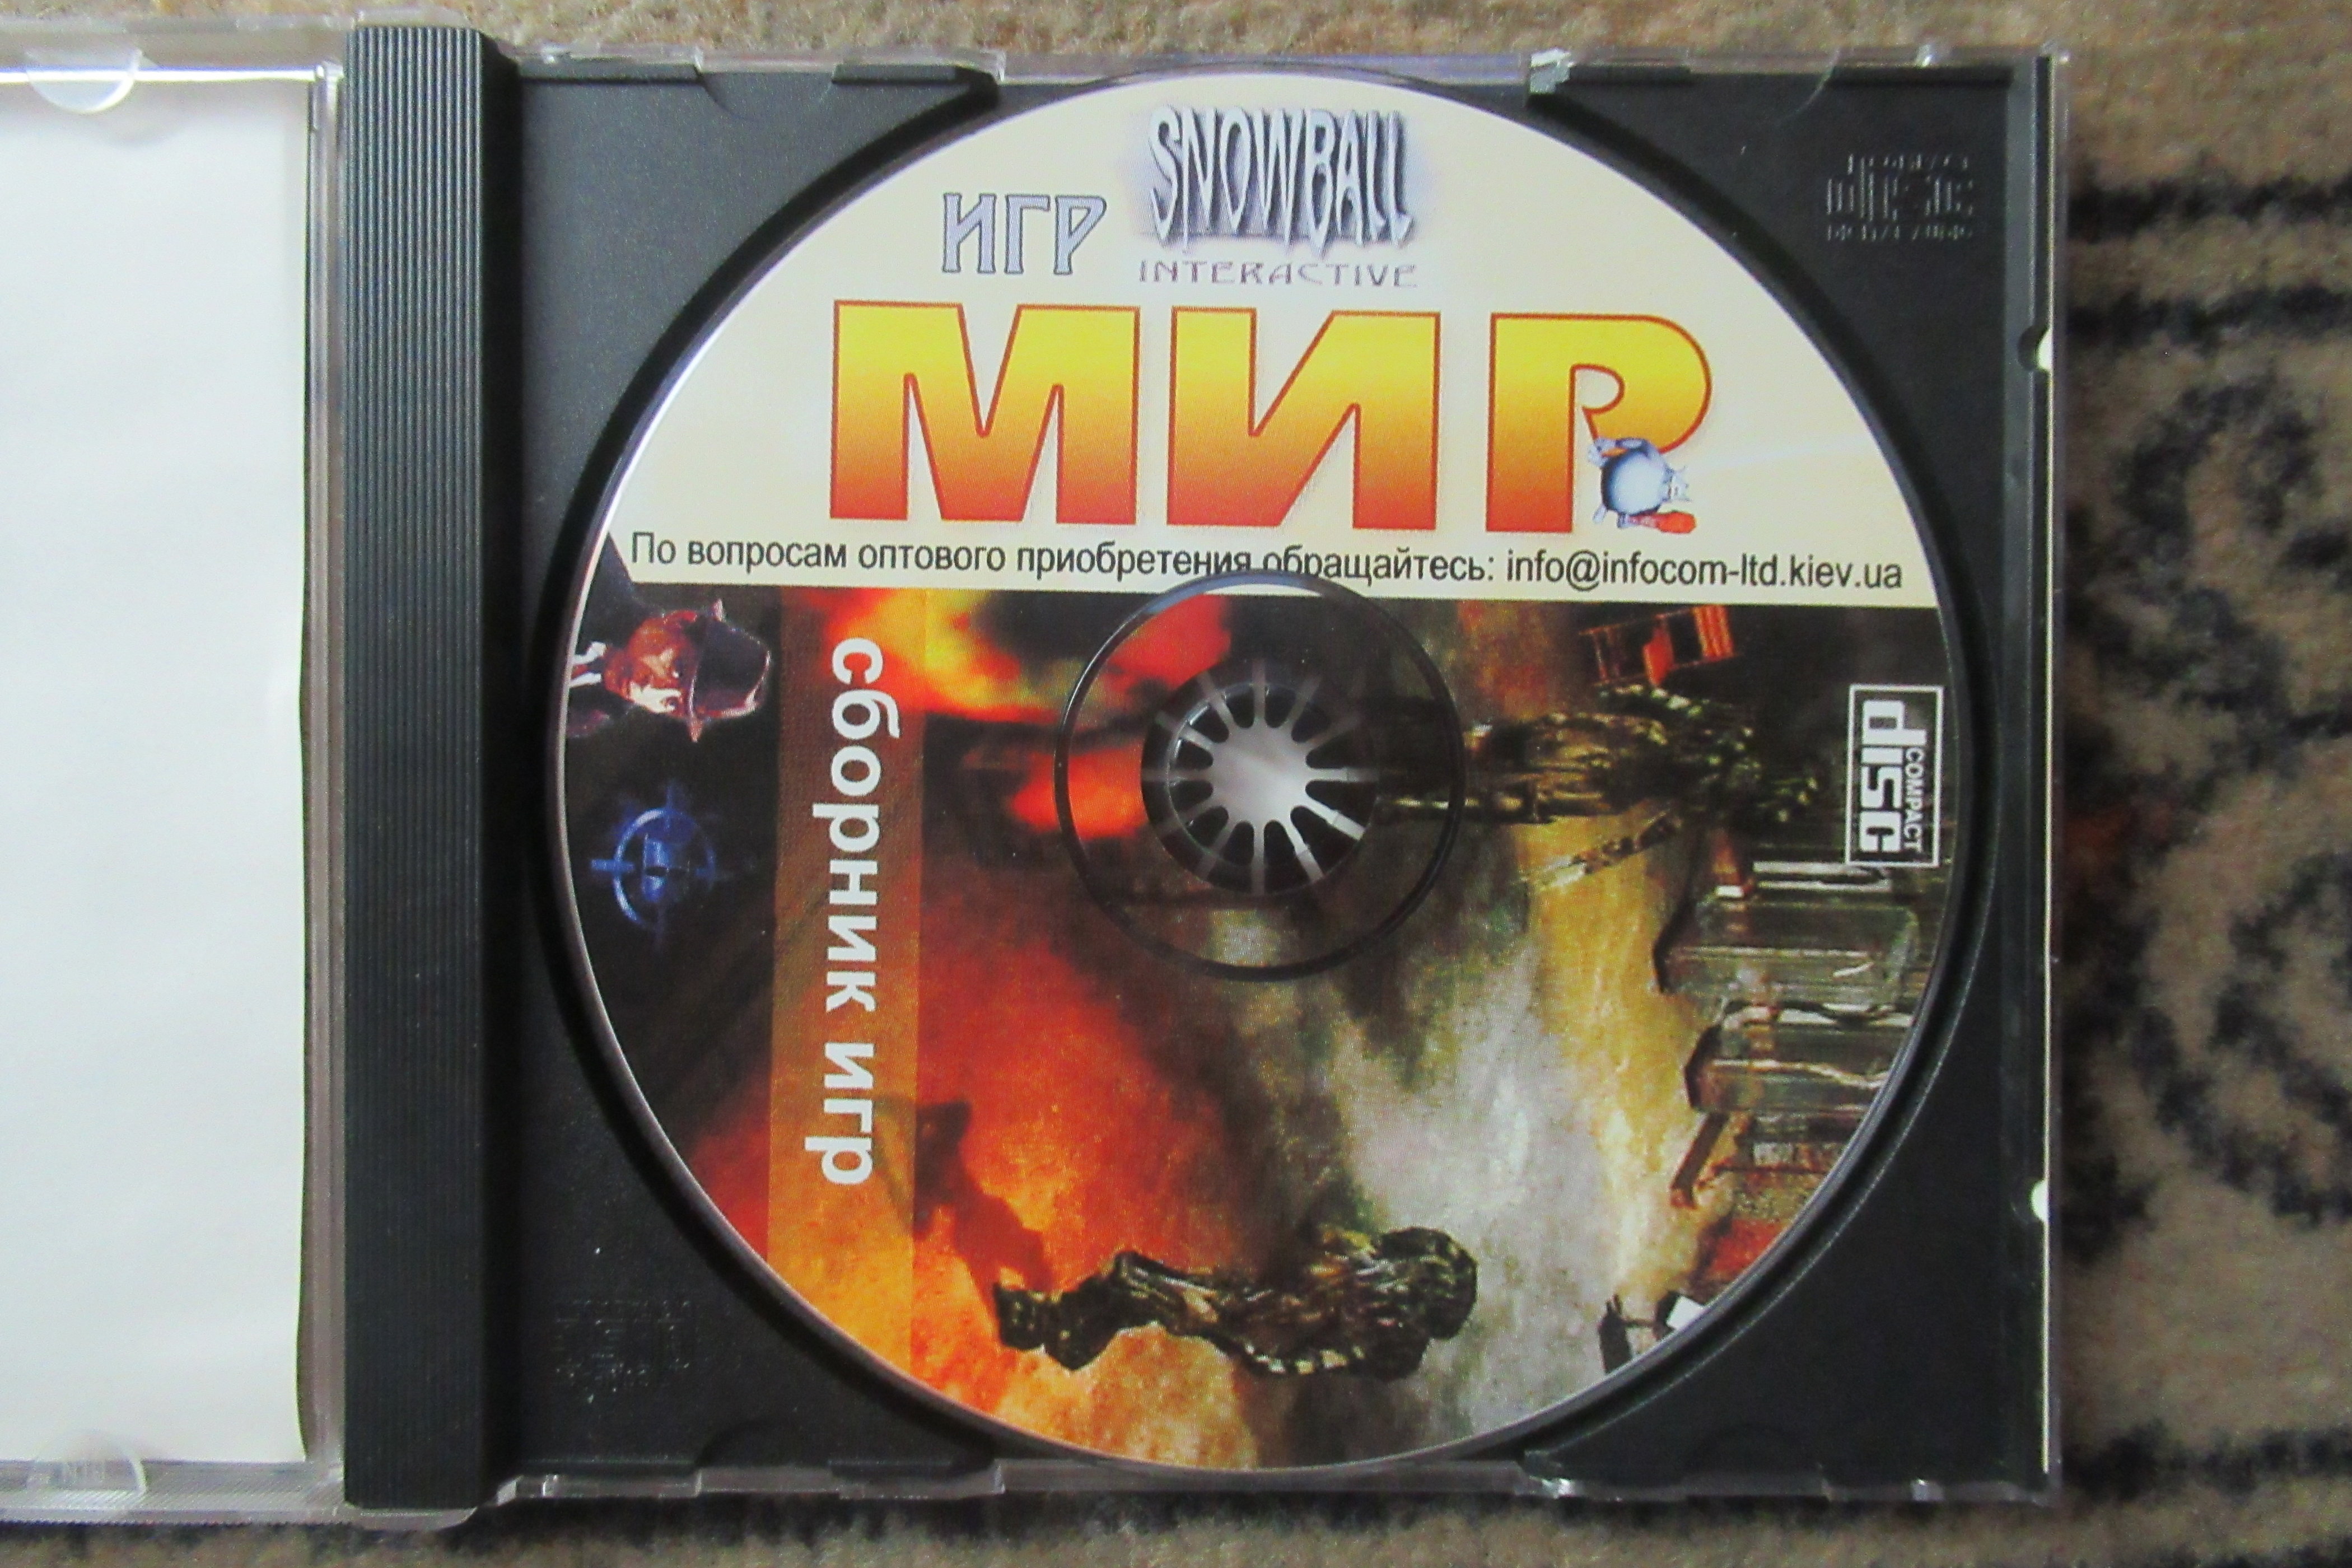 SNOWBALL
INTERACTIVE
ИГР
МИР
По вопросам оптового приобретения обращайтесь: info@infocom-ltd.kiev.ua
сборник игр
COMPACT
disc